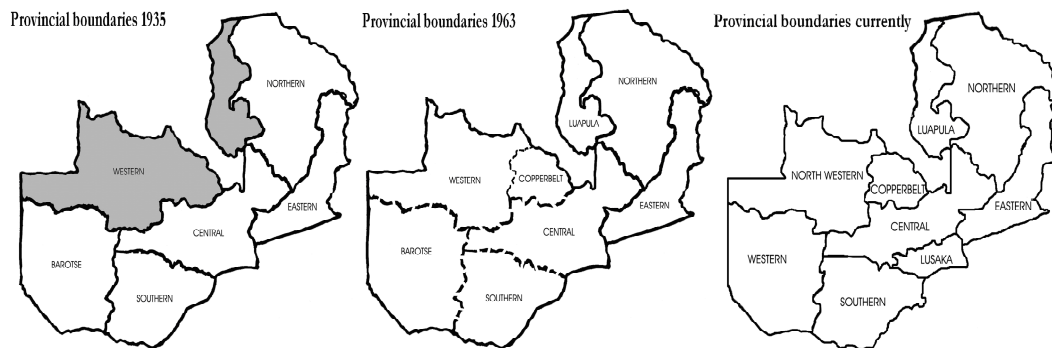 Provincial boundaries 1935
NORTHERN
WESTERN
EASTERN
CENTRAL
BAROTSE
SOUTHERN
Provincial boundaries 1963
NORTHERN
LUAPULA
WESTERN
COPPERBELT
EASTERN
CENTRAL
BAROTSE
SOUTHERN
Provincial boundaries currently
NORTHERN
LUAPULA
NORTH WESTERN
COPPERBELT
EASTERN
CENTRAL
WESTERN
LUSAKA
SOUTHERN